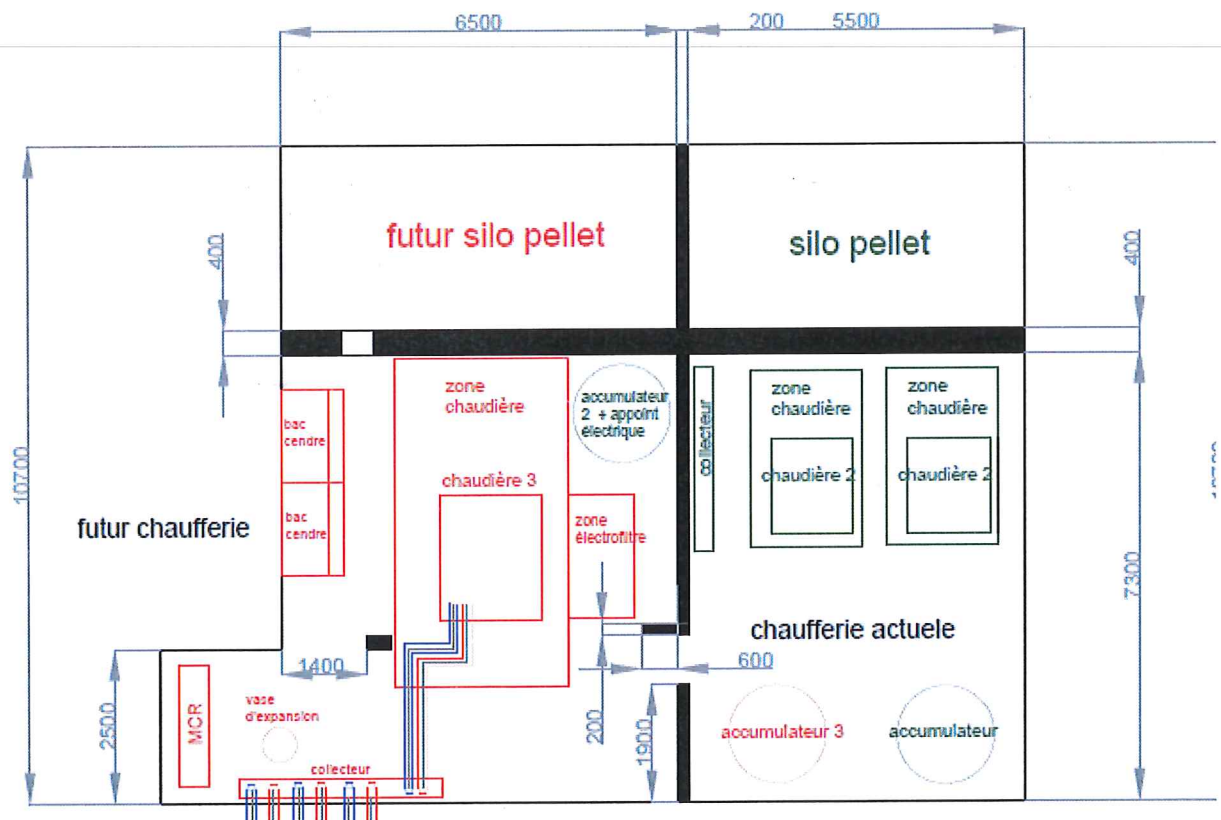 6500
200
5500
futur silo pellet
silo pellet
400
400
zone
chaudière
accumulateur
2 + appoint
électrique
collecteur
zone
chaudière
zone
chaudière
bac
cendre
chaudière 3
chaudière 2
chaudière 2
10700
futur chaufferie
bac
cendre
zone
électrofiltre
7300
chaufferie actuele
1400
600
2500
MCR
vase
d'expansion
200
1900
accumulateur 3
accumulateur
collecteur